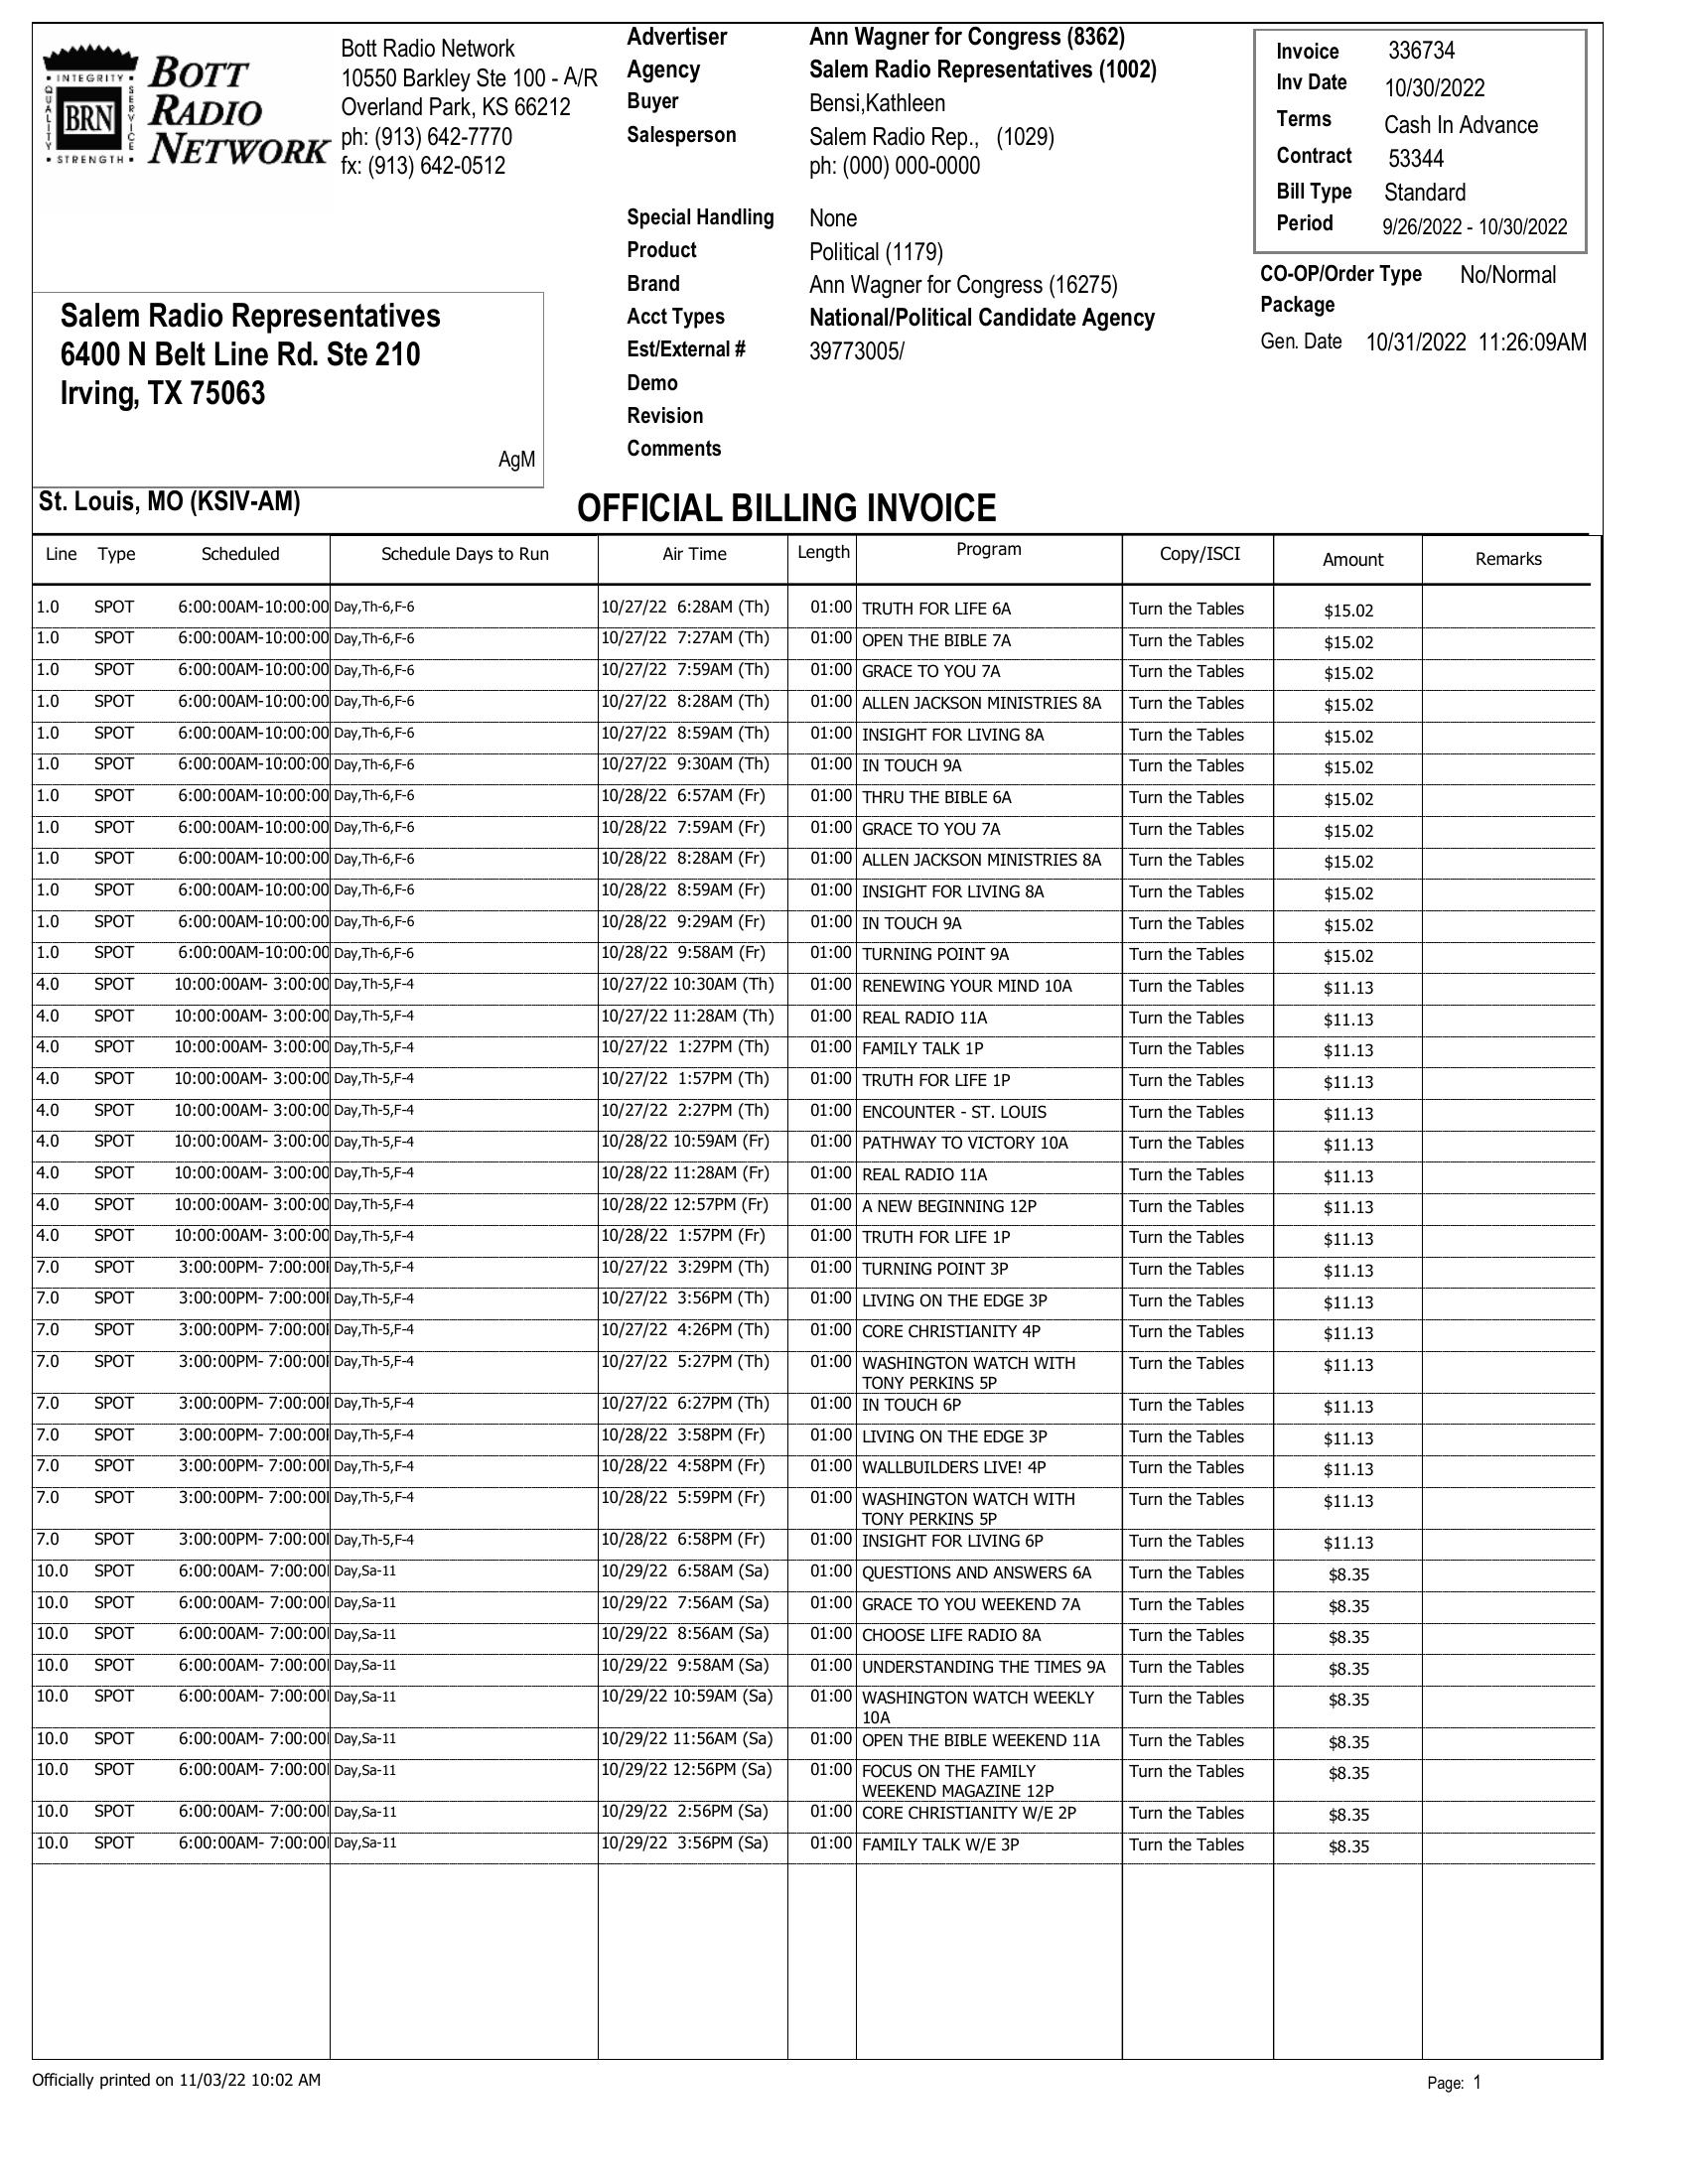 • INTEGRITY •
QUALITY
SERVICE
BRN
• STRENGTH •
BOTT
RADIO
NETWORK
Bott Radio Network
10550 Barkley Ste 100 - A/R
Overland Park, KS 66212
ph: (913) 642-7770
fx: (913) 642-0512
Advertiser Ann Wagner for Congress (8362)
Agency Salem Radio Representatives (1002)
Buyer Bensi,Kathleen
Salesperson Salem Radio Rep., (1029)
ph: (000) 000-0000
Special Handling None
Product Political (1179)
Brand Ann Wagner for Congress (16275)
Acct Types National/Political Candidate Agency
Est/External # 39773005/
Demo
Revision
Comments
Invoice 336734
Inv Date 10/30/2022
Terms Cash In Advance
Contract 53344
Bill Type Standard
Period 9/26/2022 - 10/30/2022
CO-OP/Order Type No/Normal
Package
Gen. Date 10/31/2022 11:26:09AM
Salem Radio Representatives
6400 N Belt Line Rd. Ste 210
Irving, TX 75063
AgM
St. Louis, MO (KSIV-AM)
OFFICIAL BILLING INVOICE
Line Type Scheduled Schedule Days to Run Air Time Length Program Copy/ISCI Amount Remarks
1.0 SPOT 6:00:00AM-10:00:00 Day,Th-6,F-6 10/27/22 6:28AM (Th) 01:00 TRUTH FOR LIFE 6A Turn the Tables $15.02
1.0 SPOT 6:00:00AM-10:00:00 Day,Th-6,F-6 10/27/22 7:27AM (Th) 01:00 OPEN THE BIBLE 7A Turn the Tables $15.02
1.0 SPOT 6:00:00AM-10:00:00 Day,Th-6,F-6 10/27/22 7:59AM (Th) 01:00 GRACE TO YOU 7A Turn the Tables $15.02
1.0 SPOT 6:00:00AM-10:00:00 Day,Th-6,F-6 10/27/22 8:28AM (Th) 01:00 ALLEN JACKSON MINISTRIES 8A Turn the Tables $15.02
1.0 SPOT 6:00:00AM-10:00:00 Day,Th-6,F-6 10/27/22 8:59AM (Th) 01:00 INSIGHT FOR LIVING 8A Turn the Tables $15.02
1.0 SPOT 6:00:00AM-10:00:00 Day,Th-6,F-6 10/27/22 9:30AM (Th) 01:00 IN TOUCH 9A Turn the Tables $15.02
1.0 SPOT 6:00:00AM-10:00:00 Day,Th-6,F-6 10/28/22 6:57AM (Fr) 01:00 THRU THE BIBLE 6A Turn the Tables $15.02
1.0 SPOT 6:00:00AM-10:00:00 Day,Th-6,F-6 10/28/22 7:59AM (Fr) 01:00 GRACE TO YOU 7A Turn the Tables $15.02
1.0 SPOT 6:00:00AM-10:00:00 Day,Th-6,F-6 10/28/22 8:28AM (Fr) 01:00 ALLEN JACKSON MINISTRIES 8A Turn the Tables $15.02
1.0 SPOT 6:00:00AM-10:00:00 Day,Th-6,F-6 10/28/22 8:59AM (Fr) 01:00 INSIGHT FOR LIVING 8A Turn the Tables $15.02
1.0 SPOT 6:00:00AM-10:00:00 Day,Th-6,F-6 10/28/22 9:29AM (Fr) 01:00 IN TOUCH 9A Turn the Tables $15.02
1.0 SPOT 6:00:00AM-10:00:00 Day,Th-6,F-6 10/28/22 9:58AM (Fr) 01:00 TURNING POINT 9A Turn the Tables $15.02
4.0 SPOT 10:00:00AM- 3:00:00 Day,Th-5,F-4 10/27/22 10:30AM (Th) 01:00 RENEWING YOUR MIND 10A Turn the Tables $11.13
4.0 SPOT 10:00:00AM- 3:00:00 Day,Th-5,F-4 10/27/22 11:28AM (Th) 01:00 REAL RADIO 11A Turn the Tables $11.13
4.0 SPOT 10:00:00AM- 3:00:00 Day,Th-5,F-4 10/27/22 1:27PM (Th) 01:00 FAMILY TALK 1P Turn the Tables $11.13
4.0 SPOT 10:00:00AM- 3:00:00 Day,Th-5,F-4 10/27/22 1:57PM (Th) 01:00 TRUTH FOR LIFE 1P Turn the Tables $11.13
4.0 SPOT 10:00:00AM- 3:00:00 Day,Th-5,F-4 10/27/22 2:27PM (Th) 01:00 ENCOUNTER - ST. LOUIS Turn the Tables $11.13
4.0 SPOT 10:00:00AM- 3:00:00 Day,Th-5,F-4 10/28/22 10:59AM (Fr) 01:00 PATHWAY TO VICTORY 10A Turn the Tables $11.13
4.0 SPOT 10:00:00AM- 3:00:00 Day,Th-5,F-4 10/28/22 11:28AM (Fr) 01:00 REAL RADIO 11A Turn the Tables $11.13
4.0 SPOT 10:00:00AM- 3:00:00 Day,Th-5,F-4 10/28/22 12:57PM (Fr) 01:00 A NEW BEGINNING 12P Turn the Tables $11.13
4.0 SPOT 10:00:00AM- 3:00:00 Day,Th-5,F-4 10/28/22 1:57PM (Fr) 01:00 TRUTH FOR LIFE 1P Turn the Tables $11.13
7.0 SPOT 3:00:00PM- 7:00:00 Day,Th-5,F-4 10/27/22 3:29PM (Th) 01:00 TURNING POINT 3P Turn the Tables $11.13
7.0 SPOT 3:00:00PM- 7:00:00 Day,Th-5,F-4 10/27/22 3:56PM (Th) 01:00 LIVING ON THE EDGE 3P Turn the Tables $11.13
7.0 SPOT 3:00:00PM- 7:00:00 Day,Th-5,F-4 10/27/22 4:26PM (Th) 01:00 CORE CHRISTIANITY 4P Turn the Tables $11.13
7.0 SPOT 3:00:00PM- 7:00:00 Day,Th-5,F-4 10/27/22 5:27PM (Th) 01:00 WASHINGTON WATCH WITH Turn the Tables $11.13
TONY PERKINS 5P
7.0 SPOT 3:00:00PM- 7:00:00 Day,Th-5,F-4 10/27/22 6:27PM (Th) 01:00 IN TOUCH 6P Turn the Tables $11.13
7.0 SPOT 3:00:00PM- 7:00:00 Day,Th-5,F-4 10/28/22 3:58PM (Fr) 01:00 LIVING ON THE EDGE 3P Turn the Tables $11.13
7.0 SPOT 3:00:00PM- 7:00:00 Day,Th-5,F-4 10/28/22 4:58PM (Fr) 01:00 WALLBUILDERS LIVE! 4P Turn the Tables $11.13
7.0 SPOT 3:00:00PM- 7:00:00 Day,Th-5,F-4 10/28/22 5:59PM (Fr) 01:00 WASHINGTON WATCH WITH Turn the Tables $11.13
TONY PERKINS 5P
7.0 SPOT 3:00:00PM- 7:00:00 Day,Th-5,F-4 10/28/22 6:58PM (Fr) 01:00 INSIGHT FOR LIVING 6P Turn the Tables $11.13
10.0 SPOT 6:00:00AM- 7:00:00 Day,Sa-11 10/29/22 6:58AM (Sa) 01:00 QUESTIONS AND ANSWERS 6A Turn the Tables $8.35
10.0 SPOT 6:00:00AM- 7:00:00 Day,Sa-11 10/29/22 7:56AM (Sa) 01:00 GRACE TO YOU WEEKEND 7A Turn the Tables $8.35
10.0 SPOT 6:00:00AM- 7:00:00 Day,Sa-11 10/29/22 8:56AM (Sa) 01:00 CHOOSE LIFE RADIO 8A Turn the Tables $8.35
10.0 SPOT 6:00:00AM- 7:00:00 Day,Sa-11 10/29/22 9:58AM (Sa) 01:00 UNDERSTANDING THE TIMES 9A Turn the Tables $8.35
10.0 SPOT 6:00:00AM- 7:00:00 Day,Sa-11 10/29/22 10:59AM (Sa) 01:00 WASHINGTON WATCH WEEKLY Turn the Tables $8.35
10A
10.0 SPOT 6:00:00AM- 7:00:00 Day,Sa-11 10/29/22 11:56AM (Sa) 01:00 OPEN THE BIBLE WEEKEND 11A Turn the Tables $8.35
10.0 SPOT 6:00:00AM- 7:00:00 Day,Sa-11 10/29/22 12:56PM (Sa) 01:00 FOCUS ON THE FAMILY Turn the Tables $8.35
WEEKEND MAGAZINE 12P
10.0 SPOT 6:00:00AM- 7:00:00 Day,Sa-11 10/29/22 2:56PM (Sa) 01:00 CORE CHRISTIANITY W/E 2P Turn the Tables $8.35
10.0 SPOT 6:00:00AM- 7:00:00 Day,Sa-11 10/29/22 3:56PM (Sa) 01:00 FAMILY TALK W/E 3P Turn the Tables $8.35
Officially printed on 11/03/22 10:02 AM
Page: 1